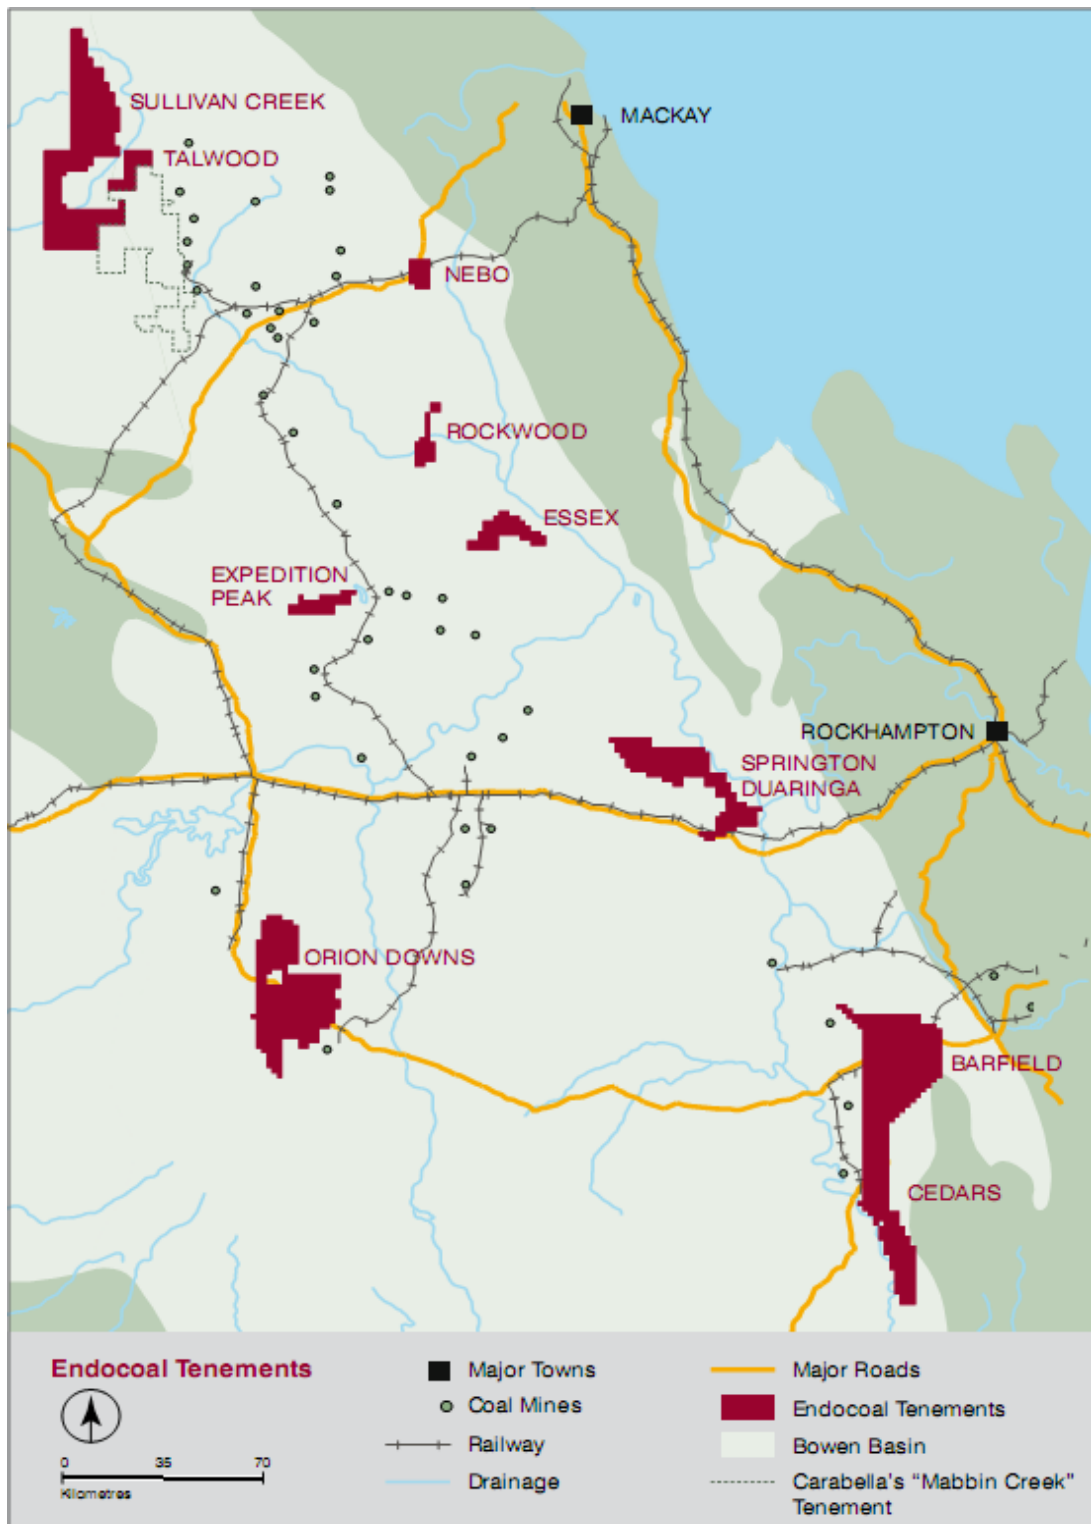 SULLIVAN CREEK
MACKAY
TALWOOD
NEBO
ROCKWOOD
ESSEX
EXPEDITION
PEAK
ROCKHAMPTON
SPRINGTON
DUARINGA
ORION DOWNS
BARFIELD
CEDARS
Endocoal Tenements
0 35 70
Kilometres
Major Towns
Coal Mines
Railway
Drainage
Major Roads
Endocoal Tenements
Bowen Basin
Carabella's "Mabbin Creek"
Tenement